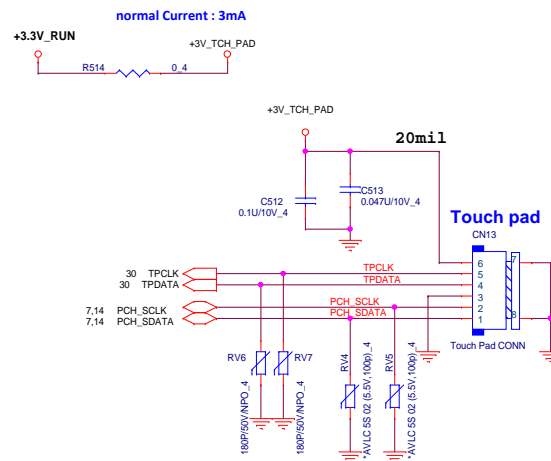 normal Current : 3mA
+3.3V_RUN
+3V_TCH_PAD
R514
0_4
+3V_TCH_PAD
20mil
C513
0.047U/10V_4
C512
0.1U/10V_4
Touch pad
CN13
7
6
30 TPCLK
TPCLK
5
30 TPDATA
TPDATA
4
3
7,14 PCH_SCLK
PCH_SCLK
2
7,14 PCH_SDATA
PCH_SDATA
1
8
Touch Pad CONN
RV6
RV7
RV4
RV5
180P/50V/NPO_4
180P/50V/NPO_4
*AVLC 5S 02 (5.5V,100p)_4
*AVLC 5S 02 (5.5V,100p)_4